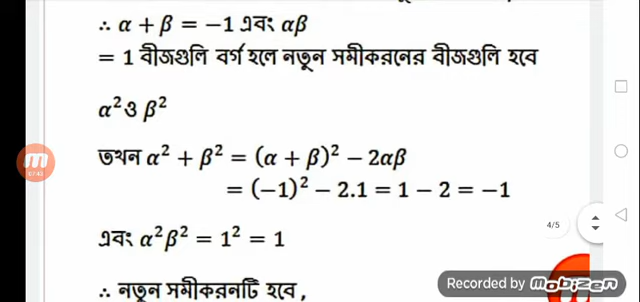 ∴ α + β = −1 এবং αβ
= 1 বীজগুলি বর্গ হলে নতুন সমীকরনের বীজগুলি হবে
α² ও β²
তখন α² + β² = (α + β)² − 2αβ
= (−1)² − 2.1 = 1 − 2 = −1
এবং α²β² = 1² = 1
∴ নতুন সমীকরনটি হবে,
4/5
Recorded by mobizen